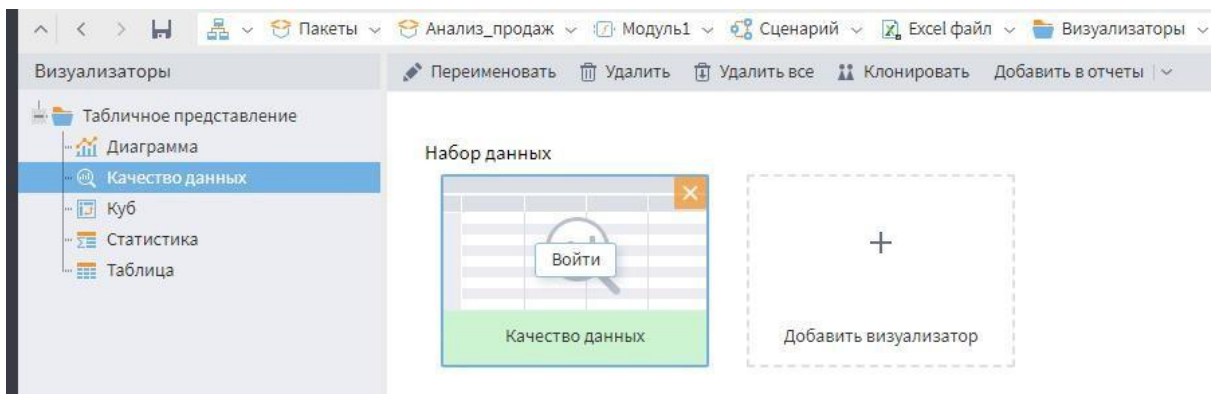 Пакеты Анализ_продаж Модуль1 Сценарий Excel файл Визуализаторы
Визуализаторы
Переименовать Удалить Удалить все Клонировать Добавить в отчеты
Табличное представление
Диаграмма
Качество данных
Куб
Статистика
Таблица
Набор данных
Войти
Качество данных
Добавить визуализатор